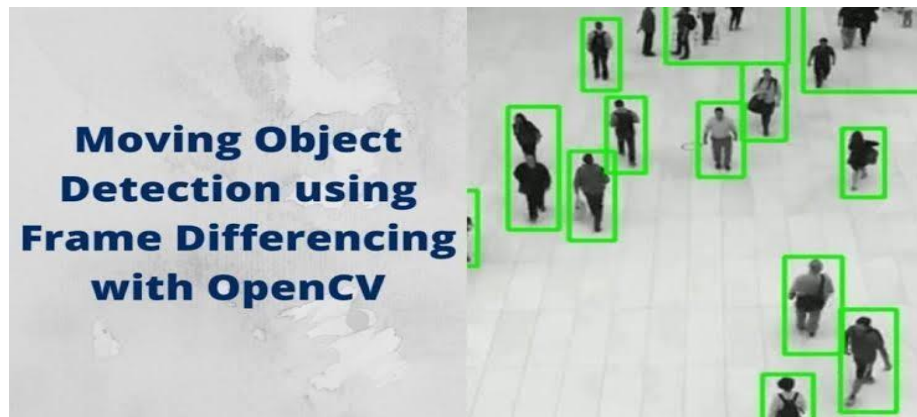 Moving Object
Detection using
Frame Differencing
with OpenCV